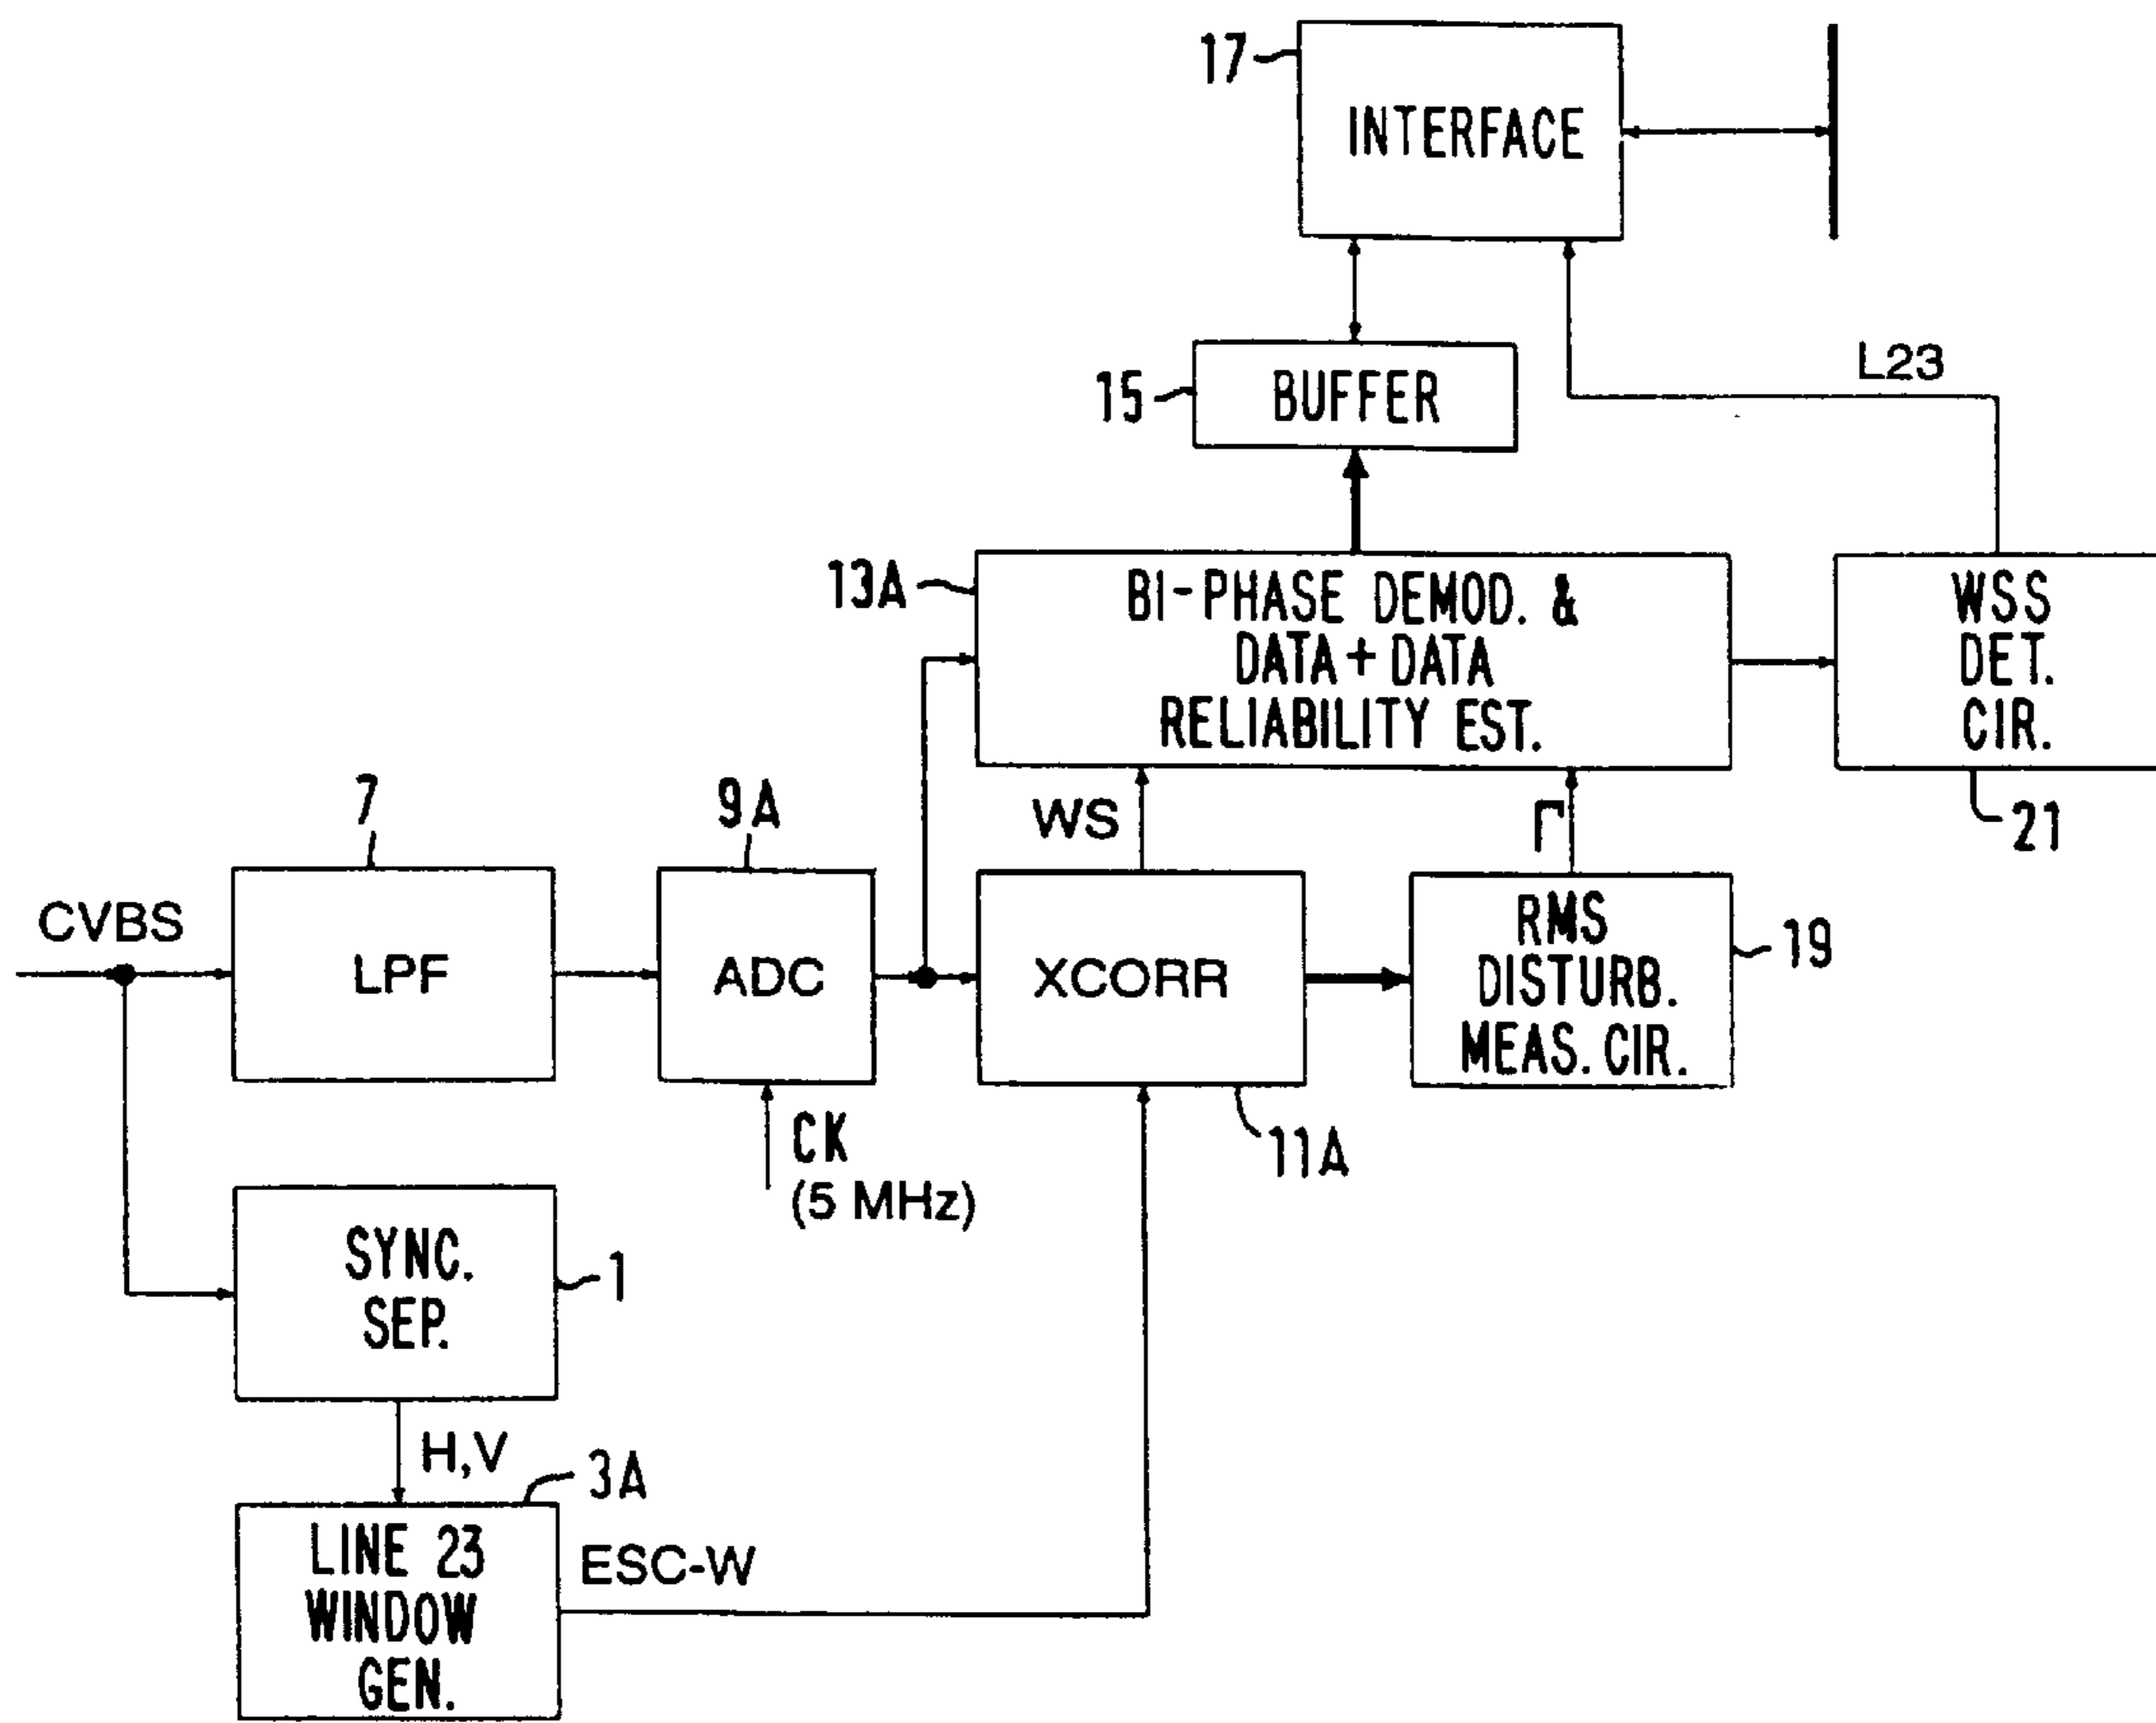 17
INTERFACE
15
BUFFER
L23
13A
BI-PHASE DEMOD. &
DATA + DATA
RELIABILITY EST.
WSS
DET.
CIR.
21
7
9A
WS
Γ
CVBS
LPF
ADC
XCORR
RMS
DISTURB.
MEAS. CIR.
19
CK
(5 MHz)
11A
SYNC.
SEP.
1
H,V
3A
LINE 23
WINDOW
GEN.
ESC-W